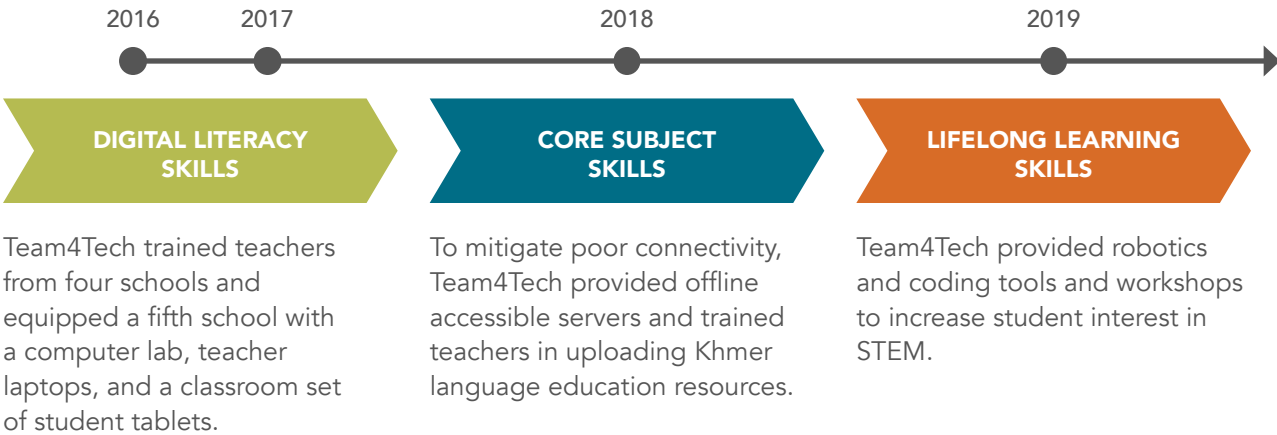 2016
2017
2018
2019
DIGITAL LITERACY
SKILLS
Team4Tech trained teachers
from four schools and
equipped a fifth school with
a computer lab, teacher
laptops, and a classroom set
of student tablets.
CORE SUBJECT
SKILLS
To mitigate poor connectivity,
Team4Tech provided offline
accessible servers and trained
teachers in uploading Khmer
language education resources.
LIFELONG LEARNING
SKILLS
Team4Tech provided robotics
and coding tools and workshops
to increase student interest in
STEM.